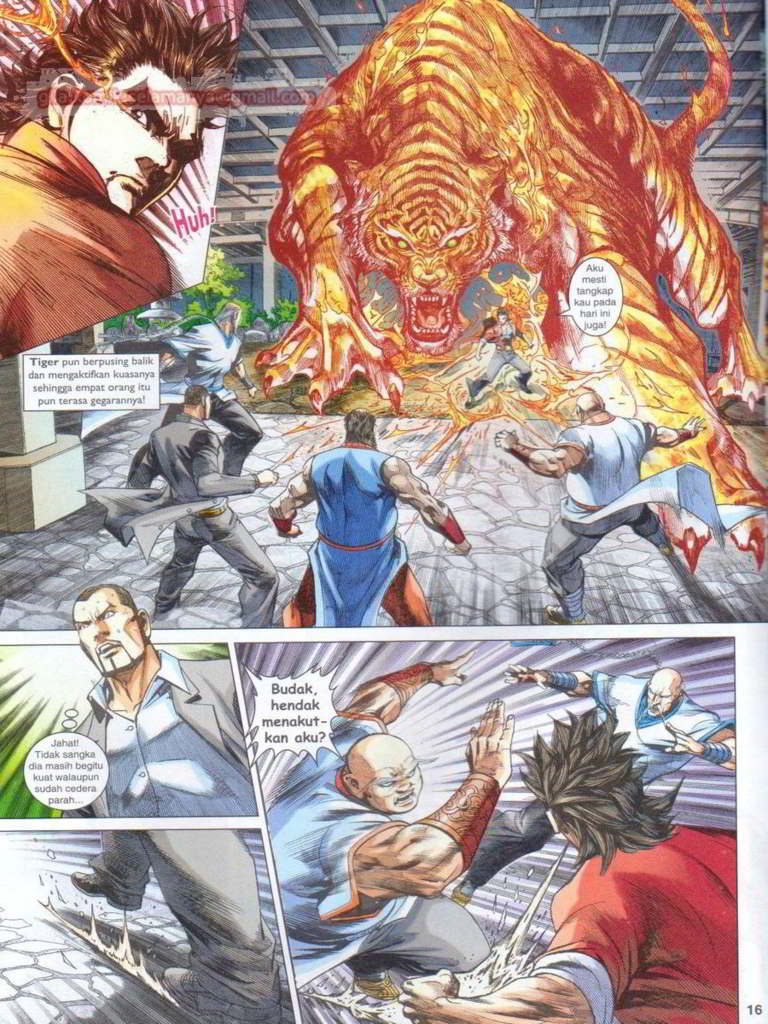 Huh!
Aku
mesti
tangkap
kau pada
hari ini
juga!
Tiger pun berpusing balik
dan mengaktifkan kuasanya
sehingga empat orang itu
pun terasa gegarannya!
Jahat!
Tidak sangka
dia masih begitu
kuat walaupun
sudah cedera
parah...
Budak,
hendak
menakut-
kan aku?
16